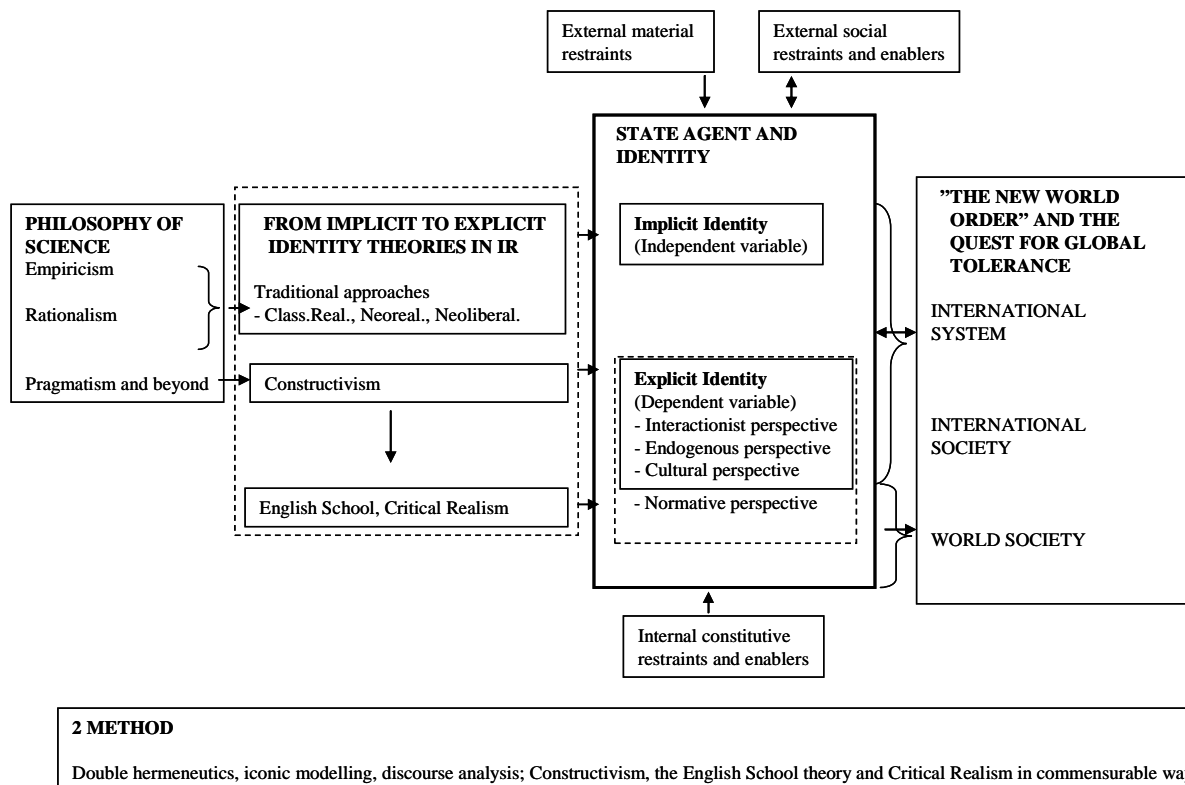 External material
restraints
External social
restraints and enablers
STATE AGENT AND
IDENTITY
PHILOSOPHY OF
SCIENCE
Empiricism
Rationalism
Pragmatism and beyond
FROM IMPLICIT TO EXPLICIT
IDENTITY THEORIES IN IR
Traditional approaches
- Class.Real., Neoreal., Neoliberal.
Constructivism
English School, Critical Realism
Implicit Identity
(Independent variable)
Explicit Identity
(Dependent variable)
- Interactionist perspective
- Endogenous perspective
- Cultural perspective
- Normative perspective
”THE NEW WORLD
ORDER” AND THE
QUEST FOR GLOBAL
TOLERANCE
INTERNATIONAL
SYSTEM
INTERNATIONAL
SOCIETY
WORLD SOCIETY
Internal constitutive
restraints and enablers
2 METHOD
Double hermeneutics, iconic modelling, discourse analysis; Constructivism, the English School theory and Critical Realism in commensurable